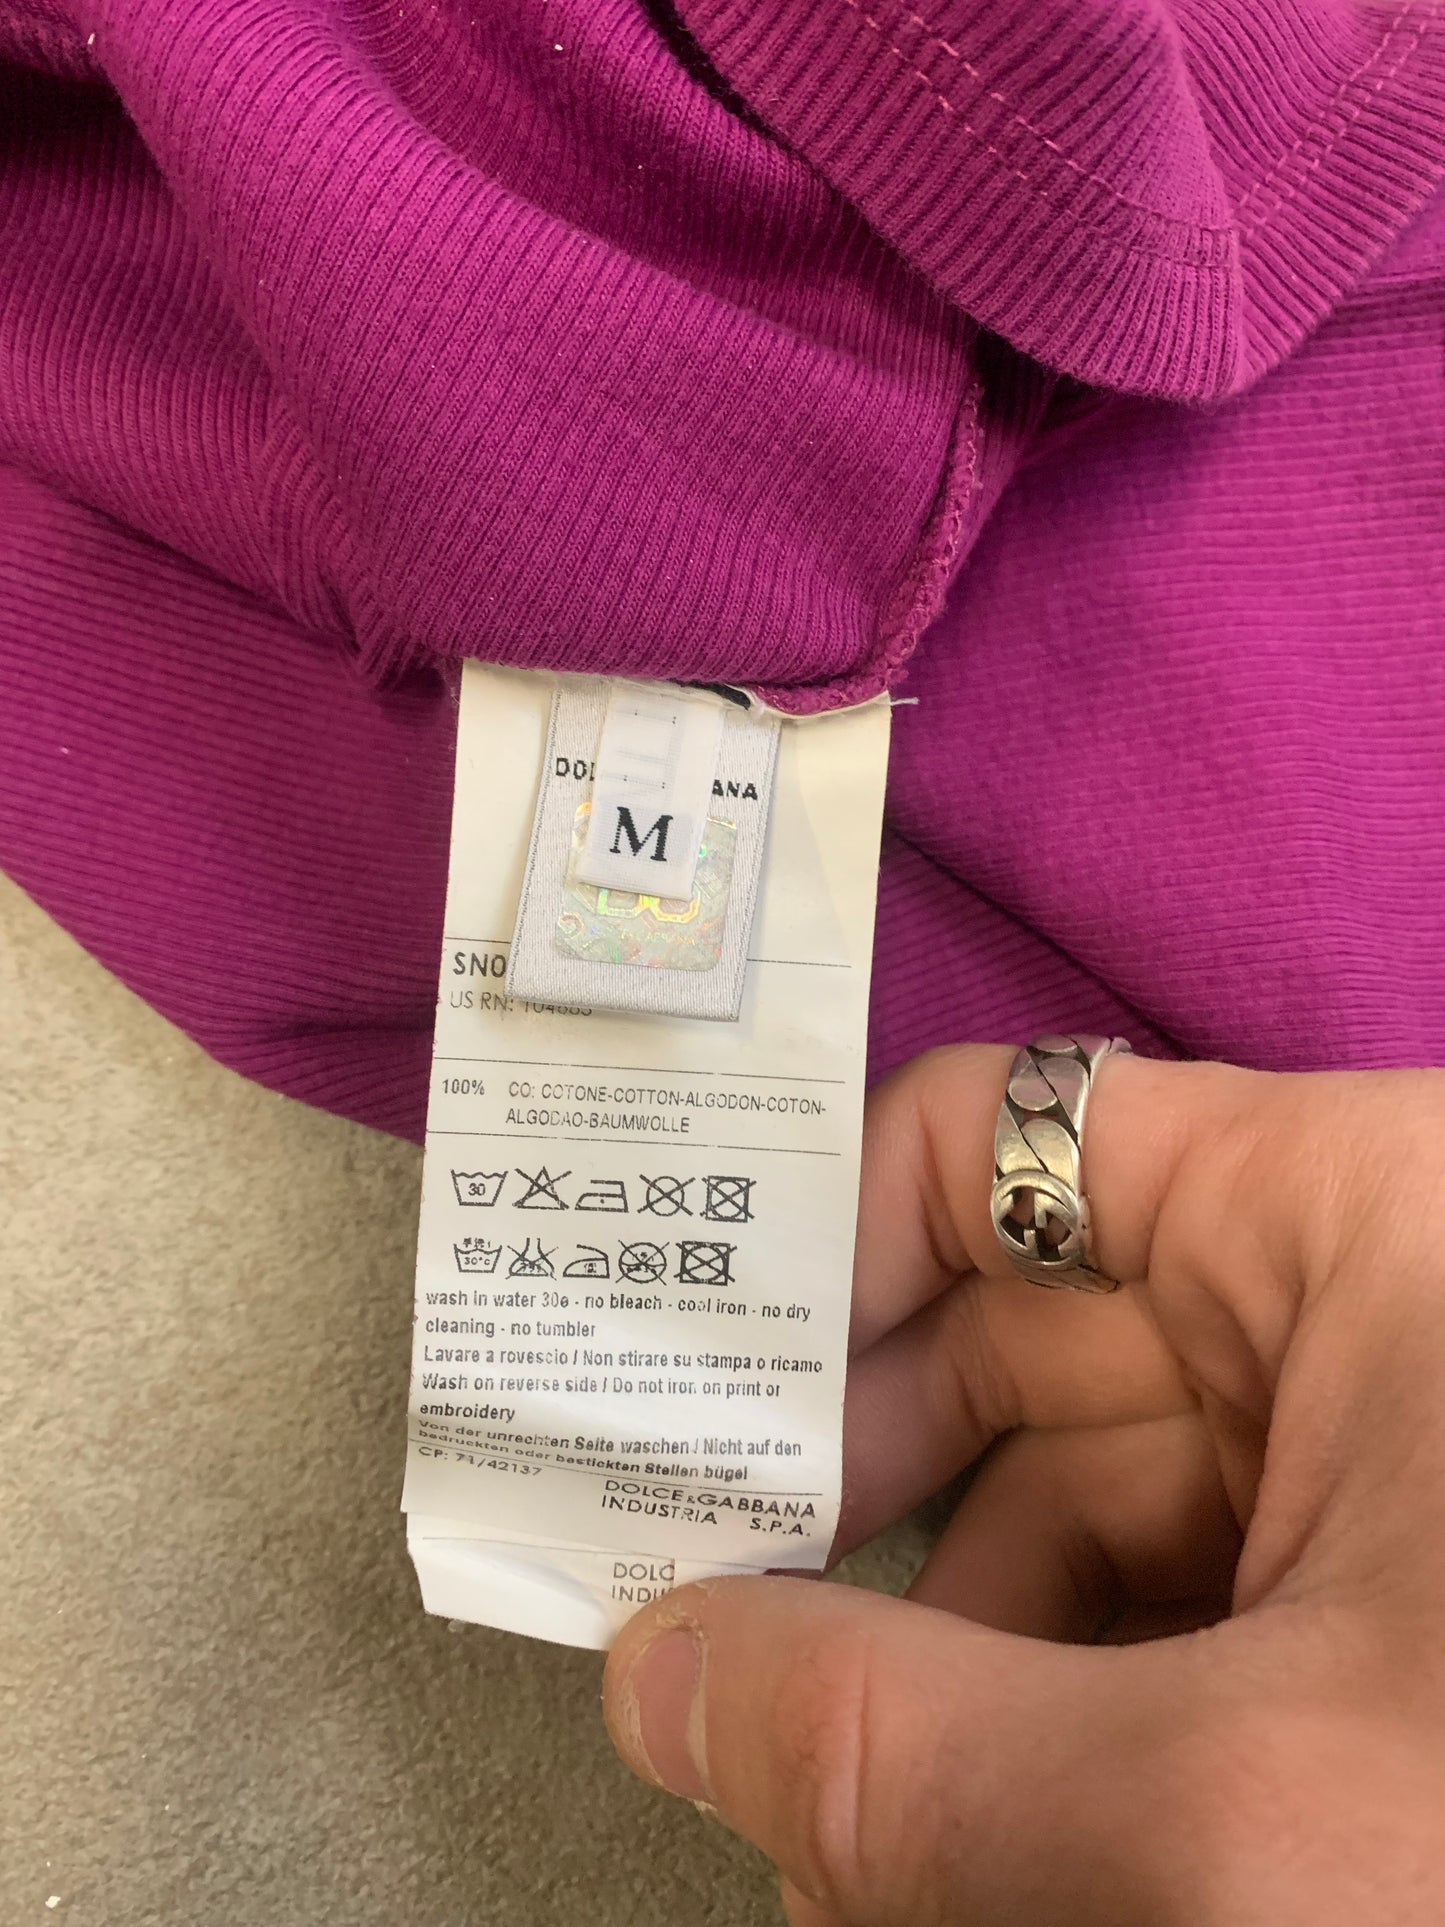 M
SNO
US RN: 104635
100% CO: COTONE-COTTON-ALGODON-COTON-
ALGODAO-BAUMWOLLE
30
30°C
wash in water 30e - no bleach - cool iron - no dry
cleaning - no tumbler
Lavare a rovescio / Non stirare su stampa o ricamo
Wash on reverse side / Do not iron on print or
embroidery
Von der unrechten Seite waschen / Nicht auf den
bedruckten oder bestickten Stellen bügel
CP: 71/42137
DOLCE&GABBANA
INDUSTRIA S.P.A.
DOLC
INDU